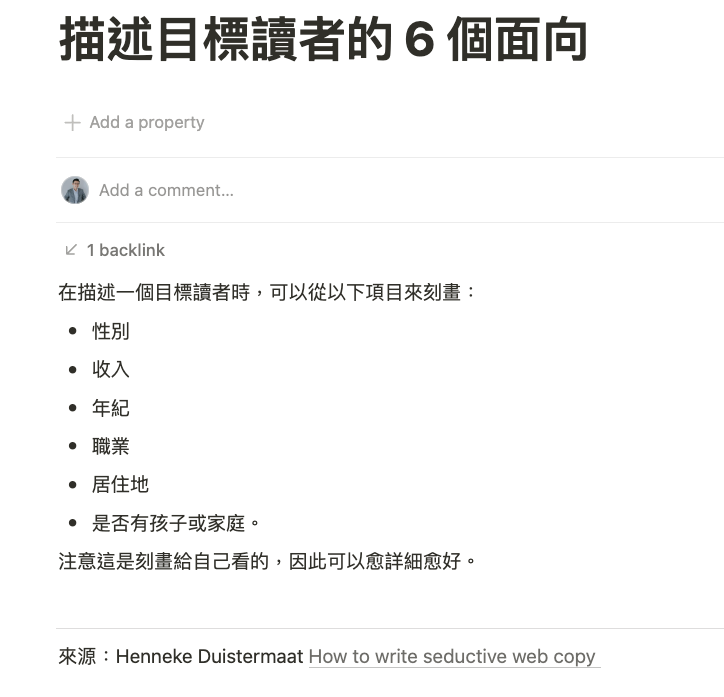 描述目標讀者的 6 個面向
Add a property
Add a comment...
1 backlink
在描述一個目標讀者時，可以從以下項目來刻畫：
• 性別
• 收入
• 年紀
• 職業
• 居住地
• 是否有孩子或家庭。
注意這是刻畫給自己看的，因此可以愈詳細愈好。
來源：Henneke Duistermaat How to write seductive web copy